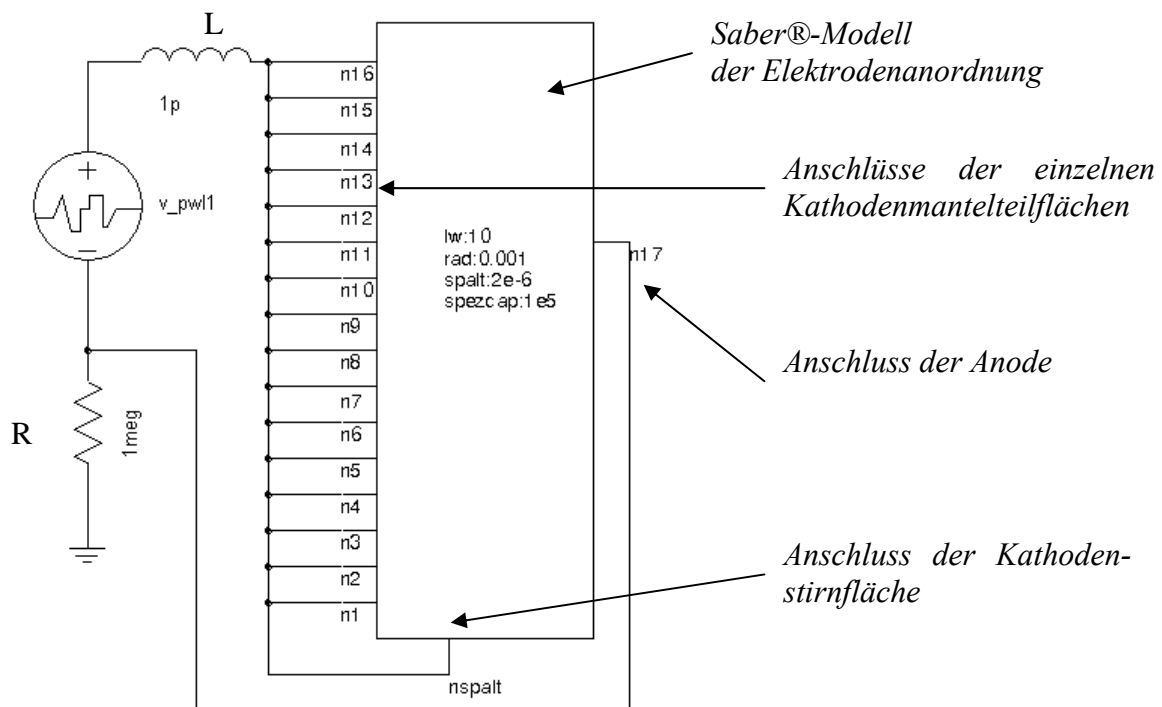 L
1p
v_pwl1
R
1meg
n16
n15
n14
n13
n12
n11
n10
n9
n8
n7
n6
n5
n4
n3
n2
n1
nspalt
lw:10
rad:0.001
spalt:2e-6
spezcap:1e5
n17
Saber®-Modell
der Elektrodenanordnung
Anschlüsse der einzelnen
Kathodenmantelteilflächen
Anschluss der Anode
Anschluss der Kathoden-
stirnfläche